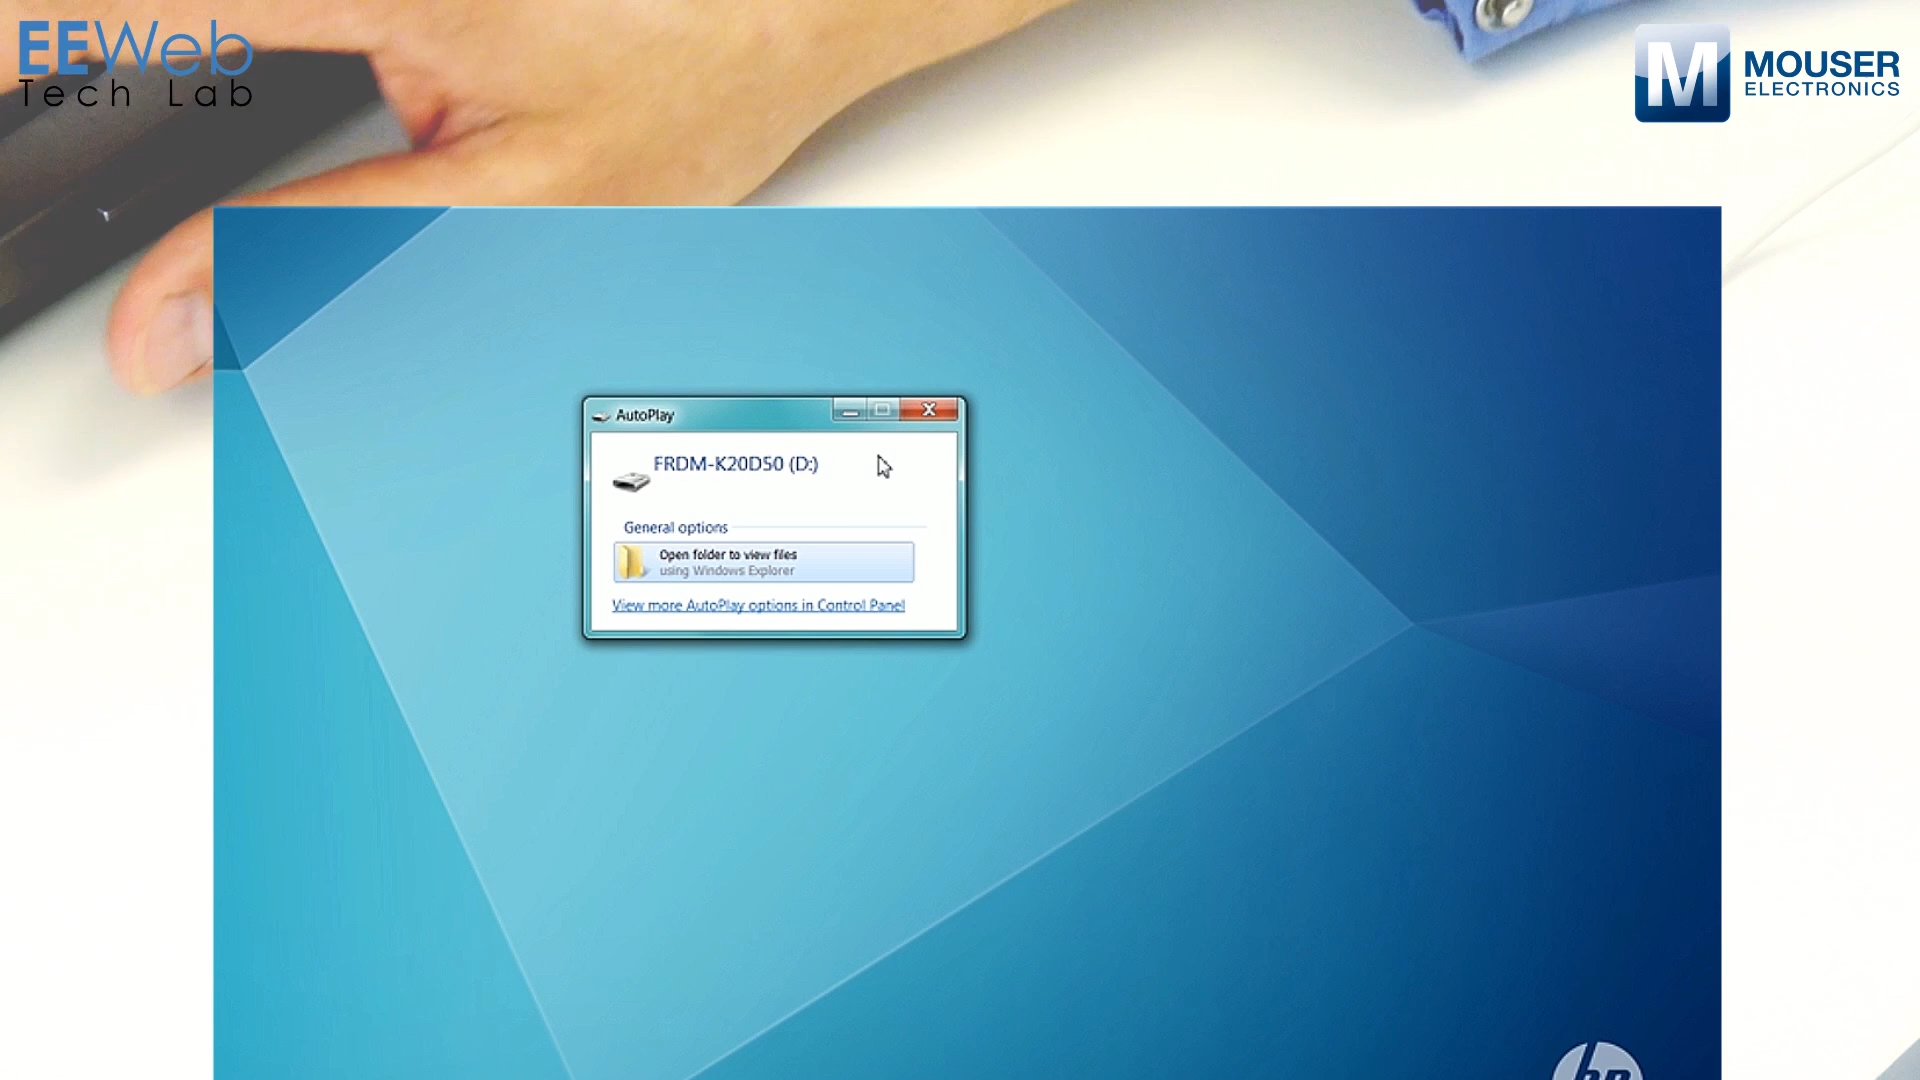 EEWeb
Tech Lab
M MOUSER
ELECTRONICS
AutoPlay
FRDM-K20D50 (D:)
General options
Open folder to view files
using Windows Explorer
View more AutoPlay options in Control Panel
hp